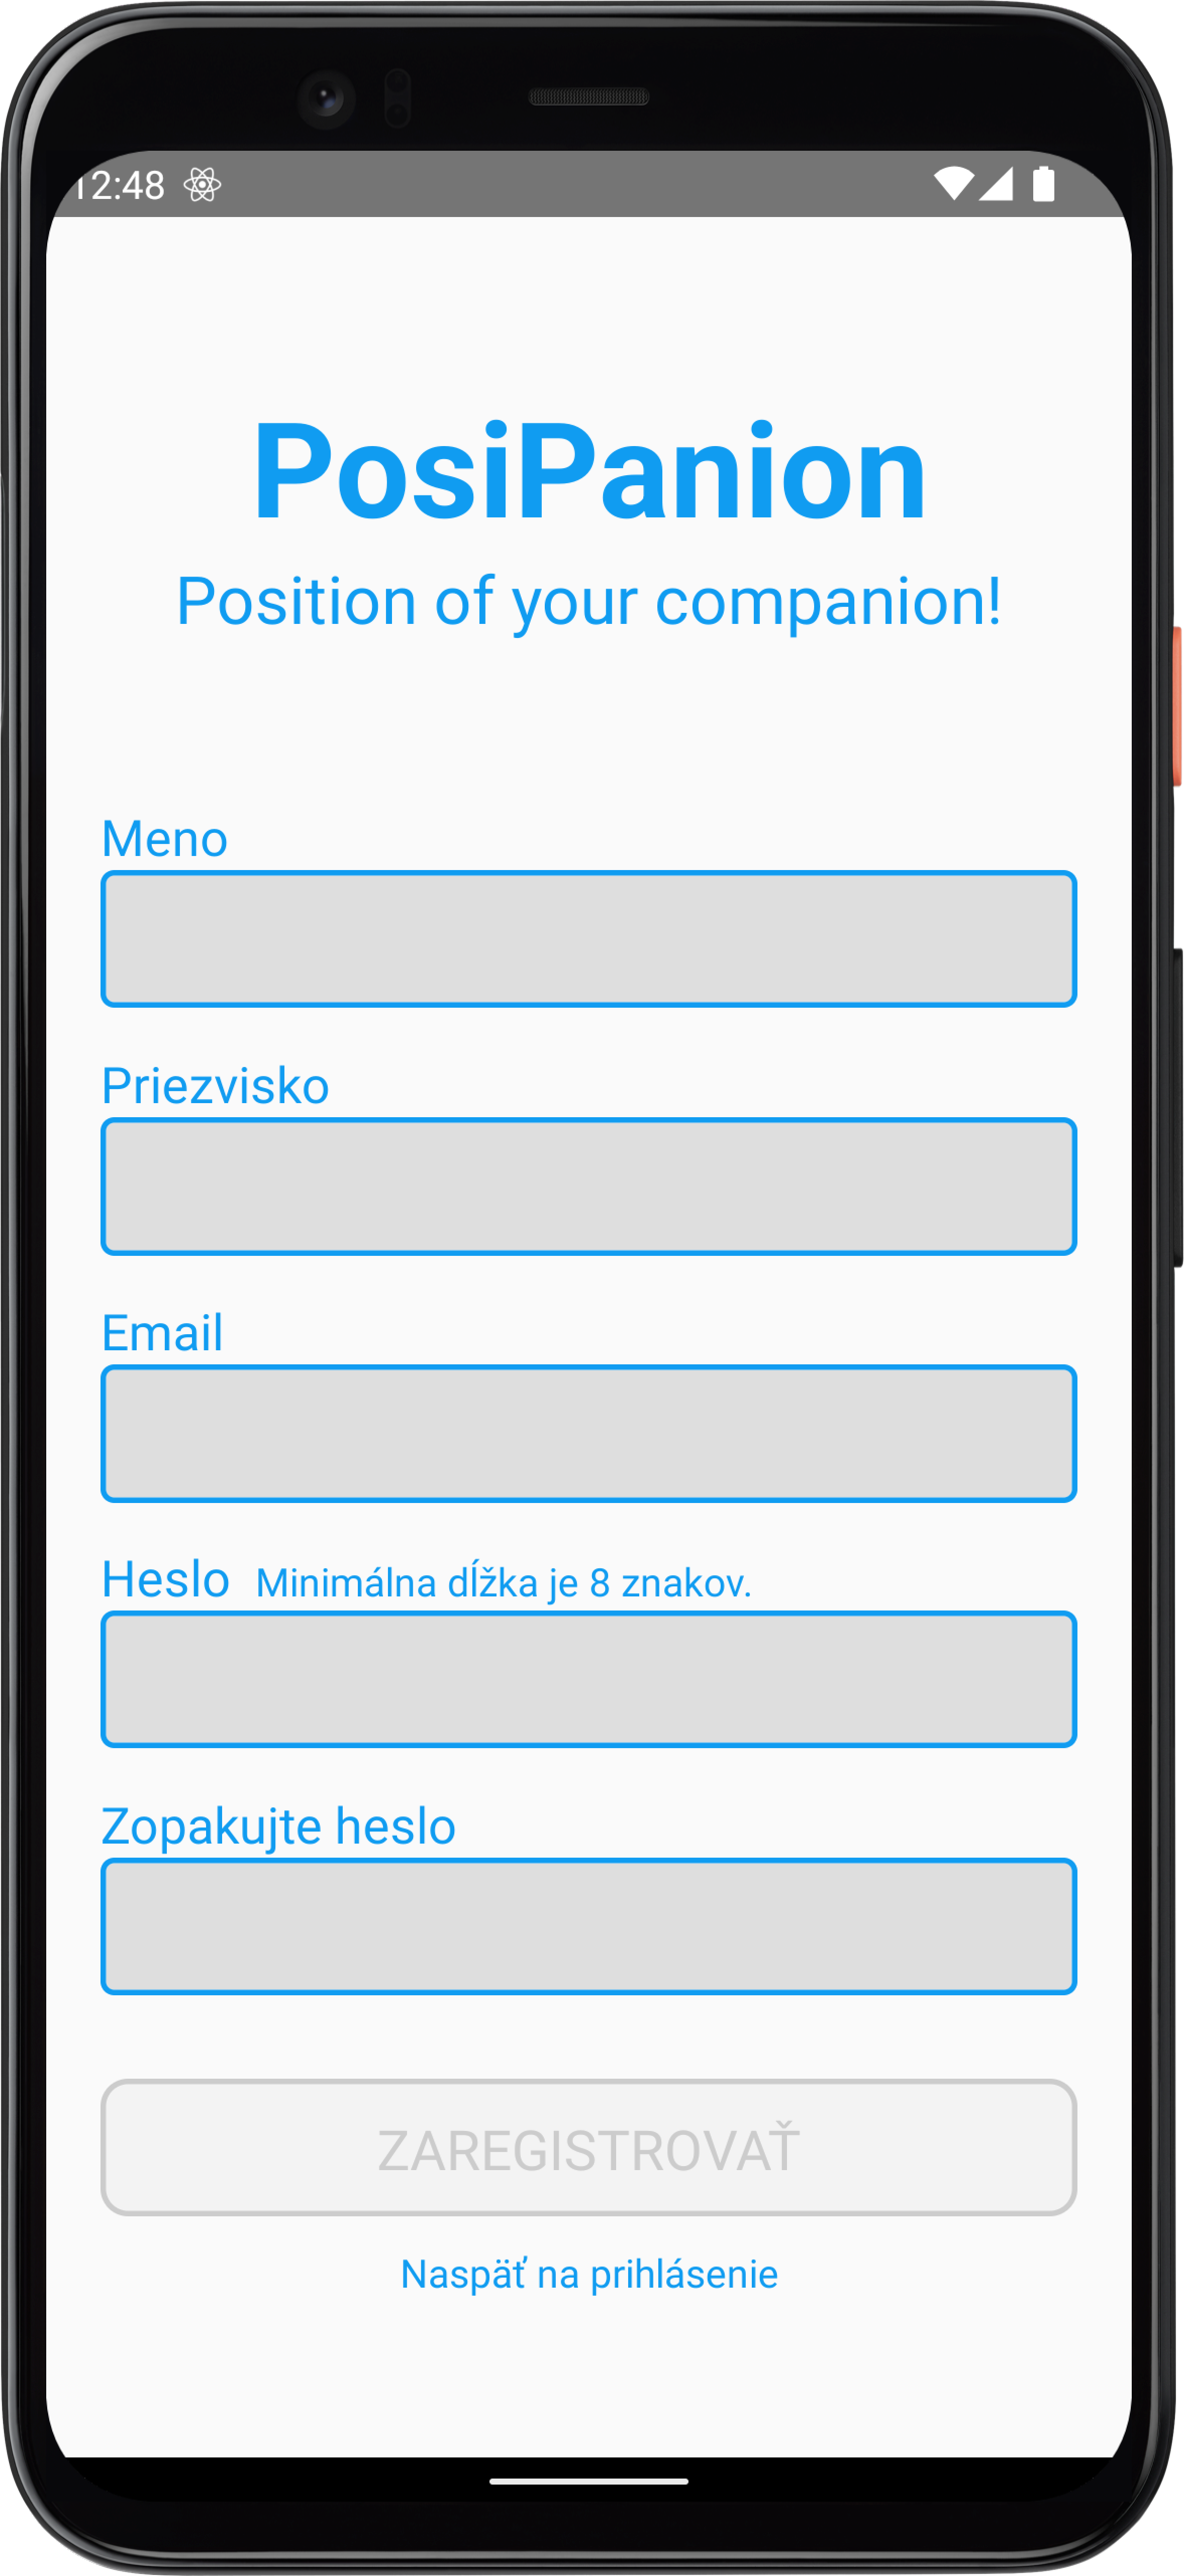 12:48
PosiPanion
Position of your companion!
Meno
Priezvisko
Email
Heslo Minimálna dĺžka je 8 znakov.
Zopakujte heslo
ZAREGISTROVAŤ
Naspäť na prihlásenie